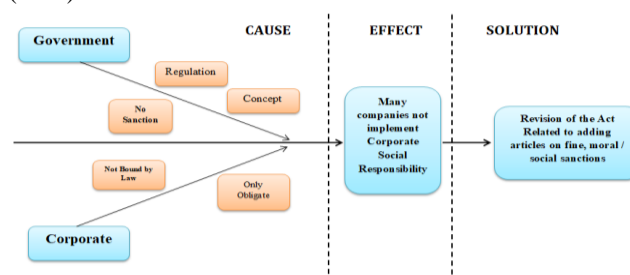 CAUSE
EFFECT
SOLUTION
Government
Regulation
Concept
No
Sanction
Many
companies not
implement
Corporate
Social
Responsibility
Revision of the Act
Related to adding
articles on fine, moral /
social sanctions
Not Bound by
Law
Only
Obligate
Corporate